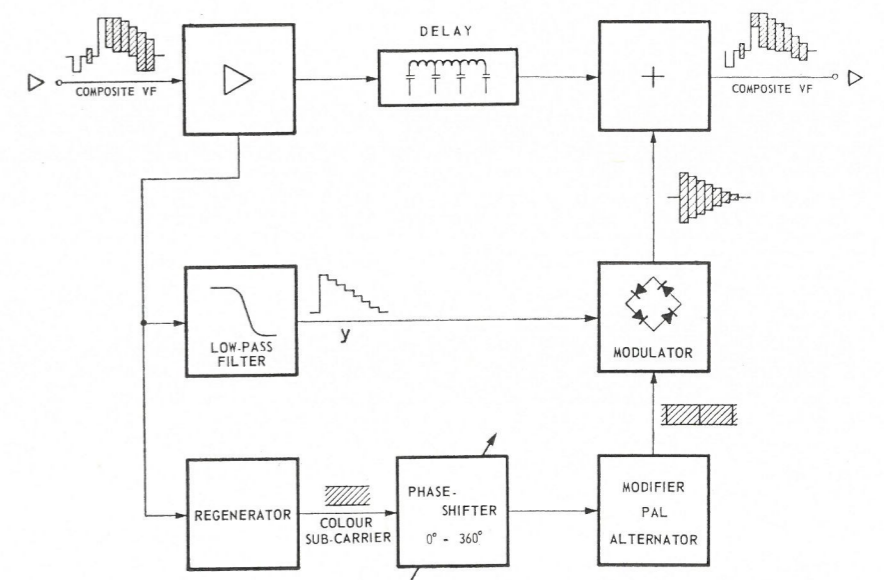 DELAY
COMPOSITE VF
+
COMPOSITE VF
LOW-PASS
FILTER
y
MODULATOR
REGENERATOR
COLOUR
SUB-CARRIER
PHASE-
SHIFTER
0° - 360°
MODIFIER
PAL
ALTERNATOR